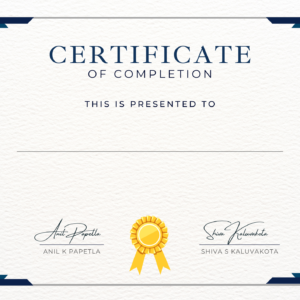 CERTIFICATE
OF COMPLETION
THIS IS PRESENTED TO
Anil Papetla
ANIL K PAPETLA
Shiva Kaluvakota
SHIVA S KALUVAKOTA